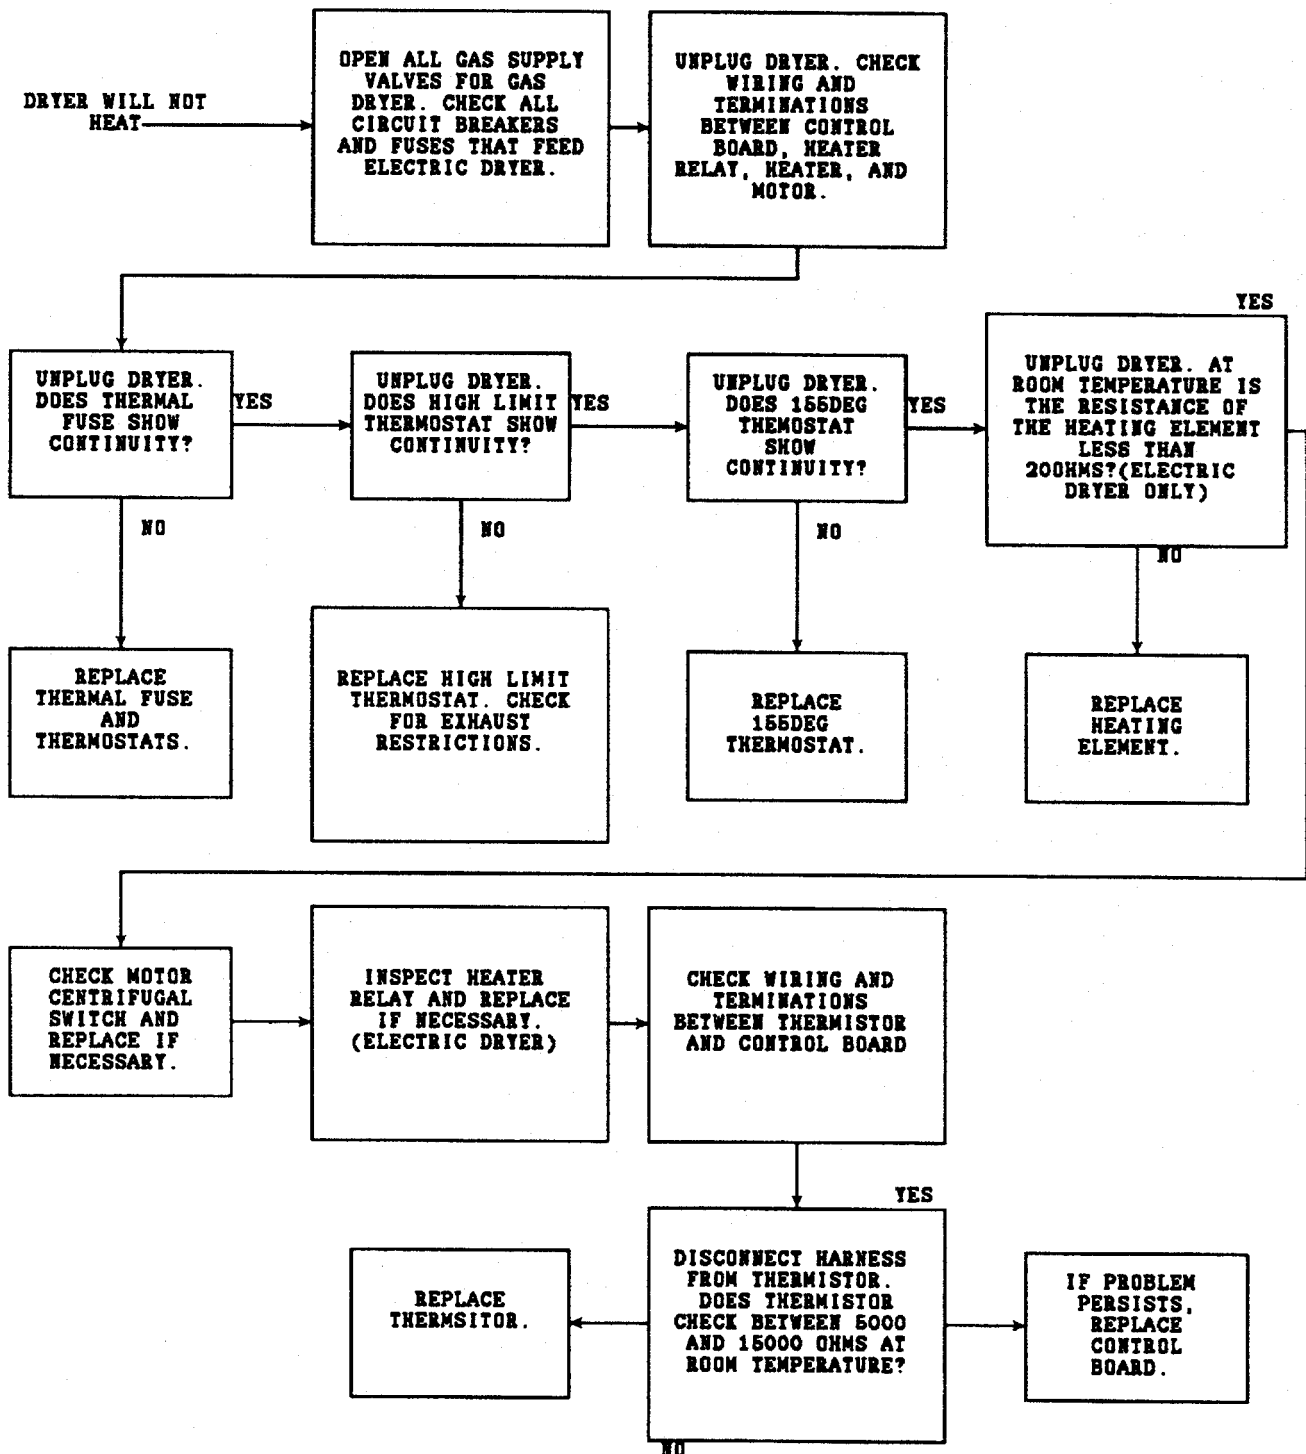 DRYER WILL NOT
HEAT
OPEN ALL GAS SUPPLY
VALVES FOR GAS
DRYER. CHECK ALL
CIRCUIT BREAKERS
AND FUSES THAT FEED
ELECTRIC DRYER.
UNPLUG DRYER. CHECK
WIRING AND
TERMINATIONS
BETWEEN CONTROL
BOARD, HEATER
RELAY, HEATER, AND
MOTOR.
UNPLUG DRYER.
DOES THERMAL
FUSE SHOW
CONTINUITY?
YES
NO
UNPLUG DRYER.
DOES HIGH LIMIT
THERMOSTAT SHOW
CONTINUITY?
YES
NO
UNPLUG DRYER.
DOES 155DEG
THEMOSTAT
SHOW
CONTINUITY?
YES
NO
YES
UNPLUG DRYER. AT
ROOM TEMPERATURE IS
THE RESISTANCE OF
THE HEATING ELEMENT
LESS THAN
20OHMS?(ELECTRIC
DRYER ONLY)
NO
REPLACE
THERMAL FUSE
AND
THERMOSTATS.
REPLACE HIGH LIMIT
THERMOSTAT. CHECK
FOR EXHAUST
RESTRICTIONS.
REPLACE
155DEG
THERMOSTAT.
REPLACE
HEATING
ELEMENT.
CHECK MOTOR
CENTRIFUGAL
SWITCH AND
REPLACE IF
NECESSARY.
INSPECT HEATER
RELAY AND REPLACE
IF NECESSARY.
(ELECTRIC DRYER)
CHECK WIRING AND
TERMINATIONS
BETWEEN THERMISTOR
AND CONTROL BOARD
YES
DISCONNECT HARNESS
FROM THERMISTOR.
DOES THERMISTOR
CHECK BETWEEN 5000
AND 15000 OHMS AT
ROOM TEMPERATURE?
NO
REPLACE
THERMSITOR.
IF PROBLEM
PERSISTS,
REPLACE
CONTROL
BOARD.